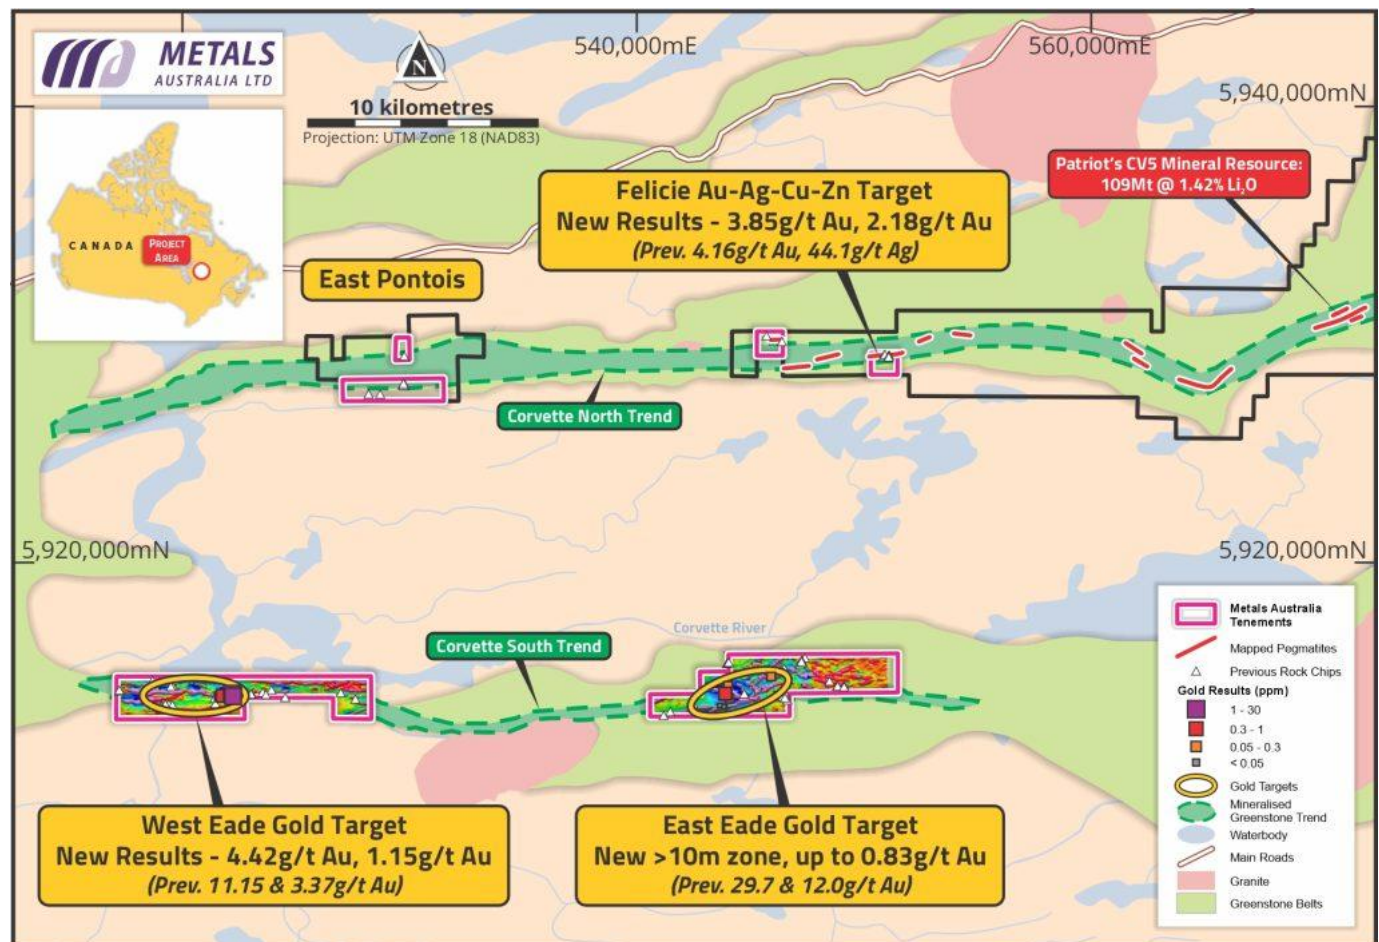 METALS
AUSTRALIA LTD
N
10 kilometres
Projection: UTM Zone 18 (NAD83)
540,000mE
560,000mE
5,940,000mN
CANADA
PROJECT
AREA
Patriot's CV5 Mineral Resource:
109Mt @ 1.42% Li₂O
Felicie Au-Ag-Cu-Zn Target
New Results - 3.85g/t Au, 2.18g/t Au
(Prev. 4.16g/t Au, 44.1g/t Ag)
East Pontois
Corvette North Trend
5,920,000mN
5,920,000mN
Corvette River
Corvette South Trend
West Eade Gold Target
New Results - 4.42g/t Au, 1.15g/t Au
(Prev. 11.15 & 3.37g/t Au)
East Eade Gold Target
New >10m zone, up to 0.83g/t Au
(Prev. 29.7 & 12.0g/t Au)
Metals Australia
Tenements
Mapped Pegmatites
Previous Rock Chips
Gold Results (ppm)
1 - 30
0.3 - 1
0.05 - 0.3
< 0.05
Gold Targets
Mineralised
Greenstone Trend
Waterbody
Main Roads
Granite
Greenstone Belts